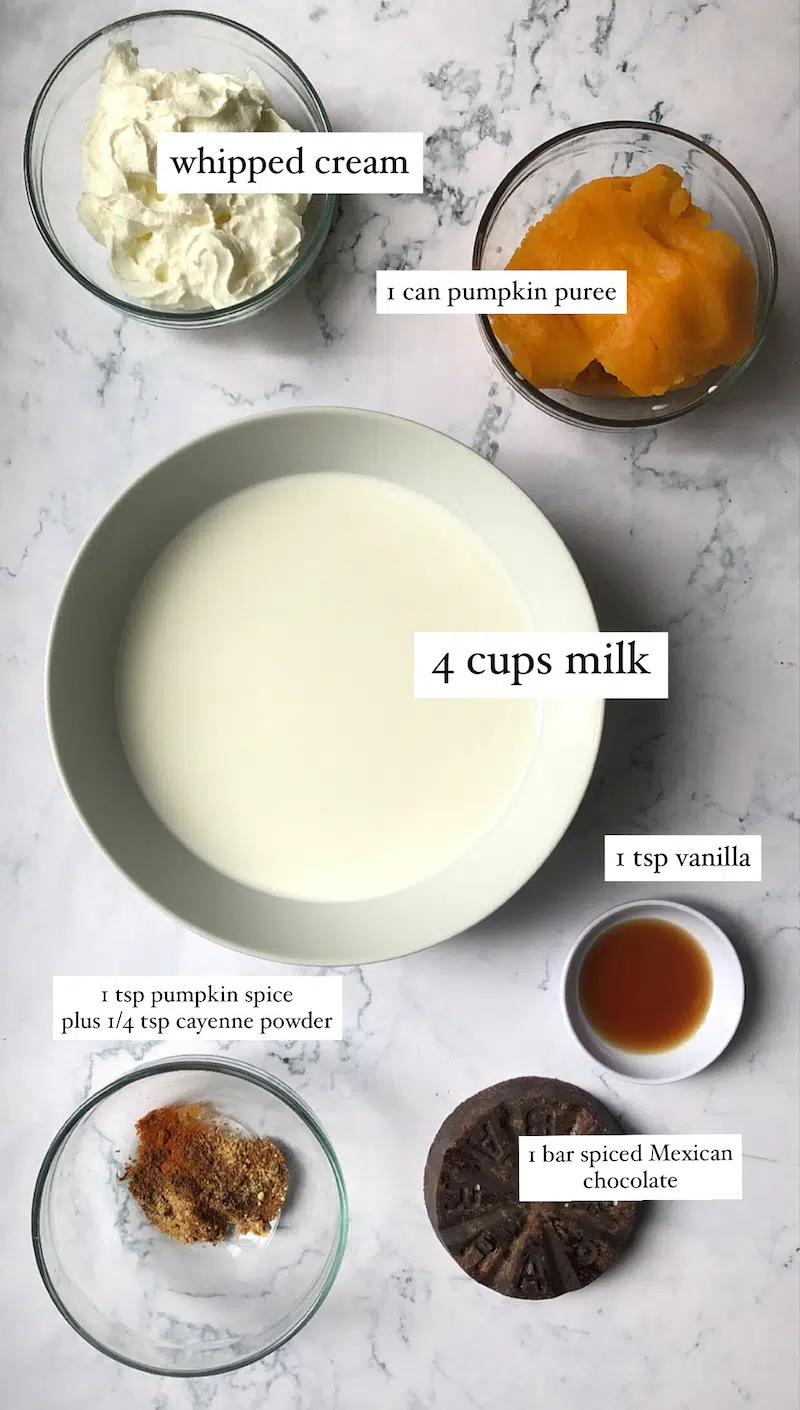 whipped cream
1 can pumpkin puree
4 cups milk
1 tsp vanilla
1 tsp pumpkin spice
plus 1/4 tsp cayenne powder
1 bar spiced Mexican
chocolate